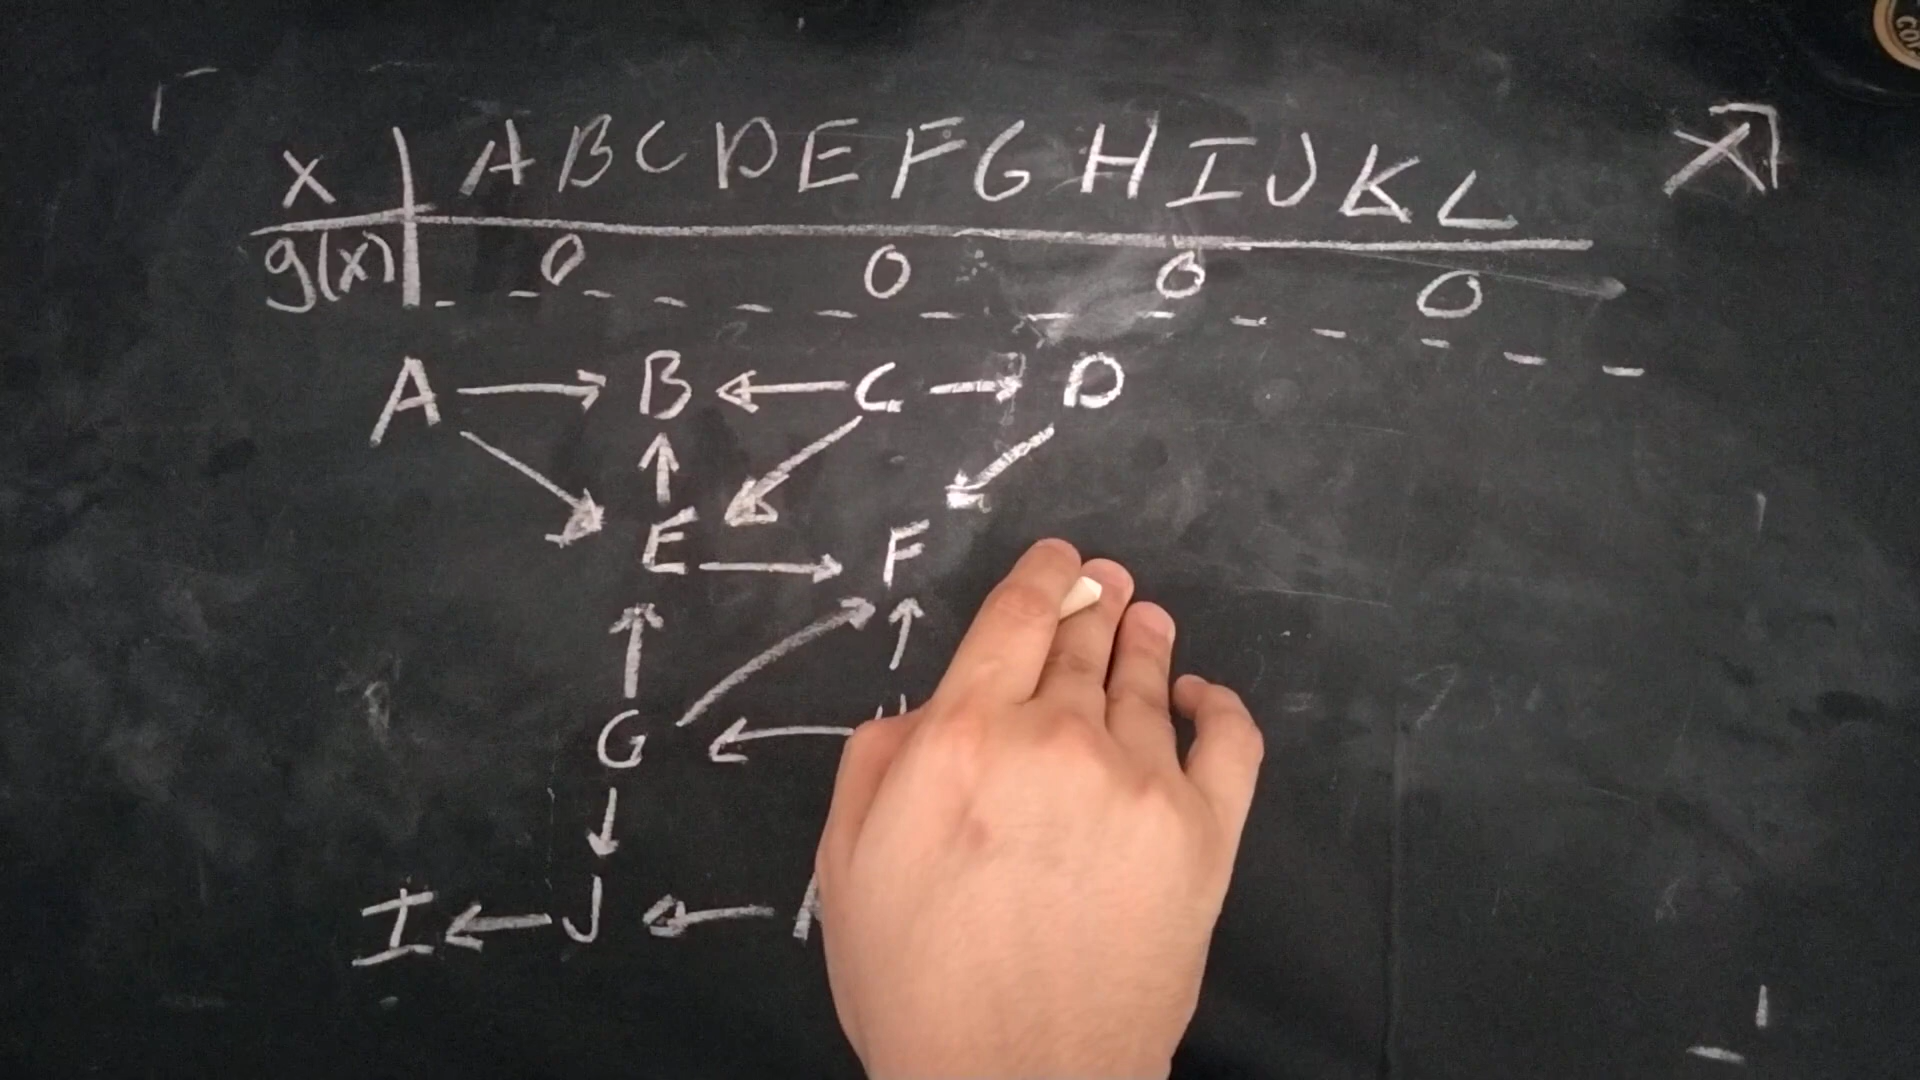 x A B C D E F G H I J K L
g(x) 0 0 0 0
A → B ← C → D
E → F
G ←
I ← J ←